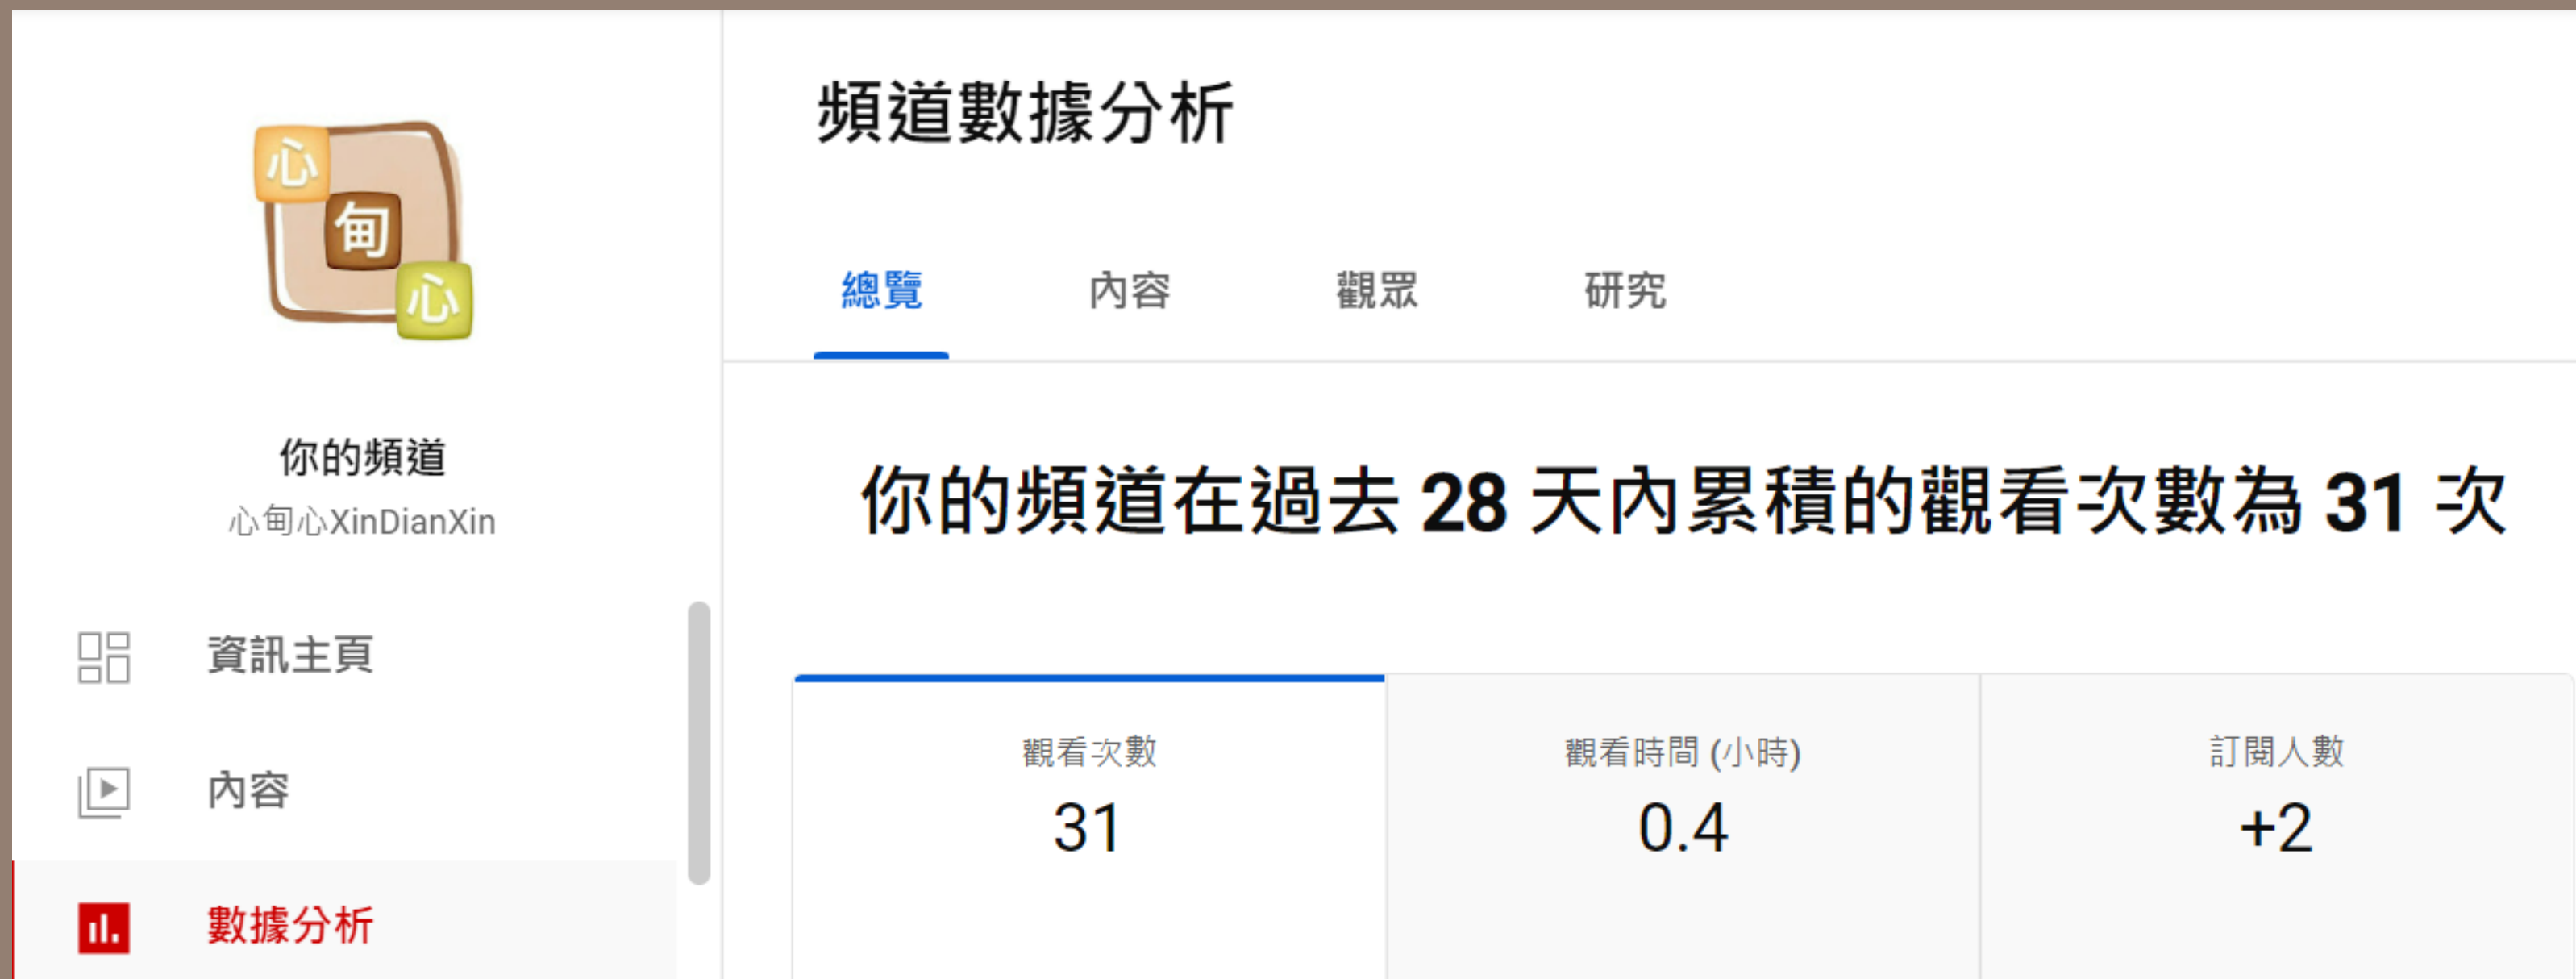 心
甸
心
你的頻道
心甸心XinDianXin
資訊主頁
內容
數據分析
頻道數據分析
總覽
內容
觀眾
研究
你的頻道在過去 28 天內累積的觀看次數為 31 次
觀看次數
31
觀看時間 (小時)
0.4
訂閱人數
+2